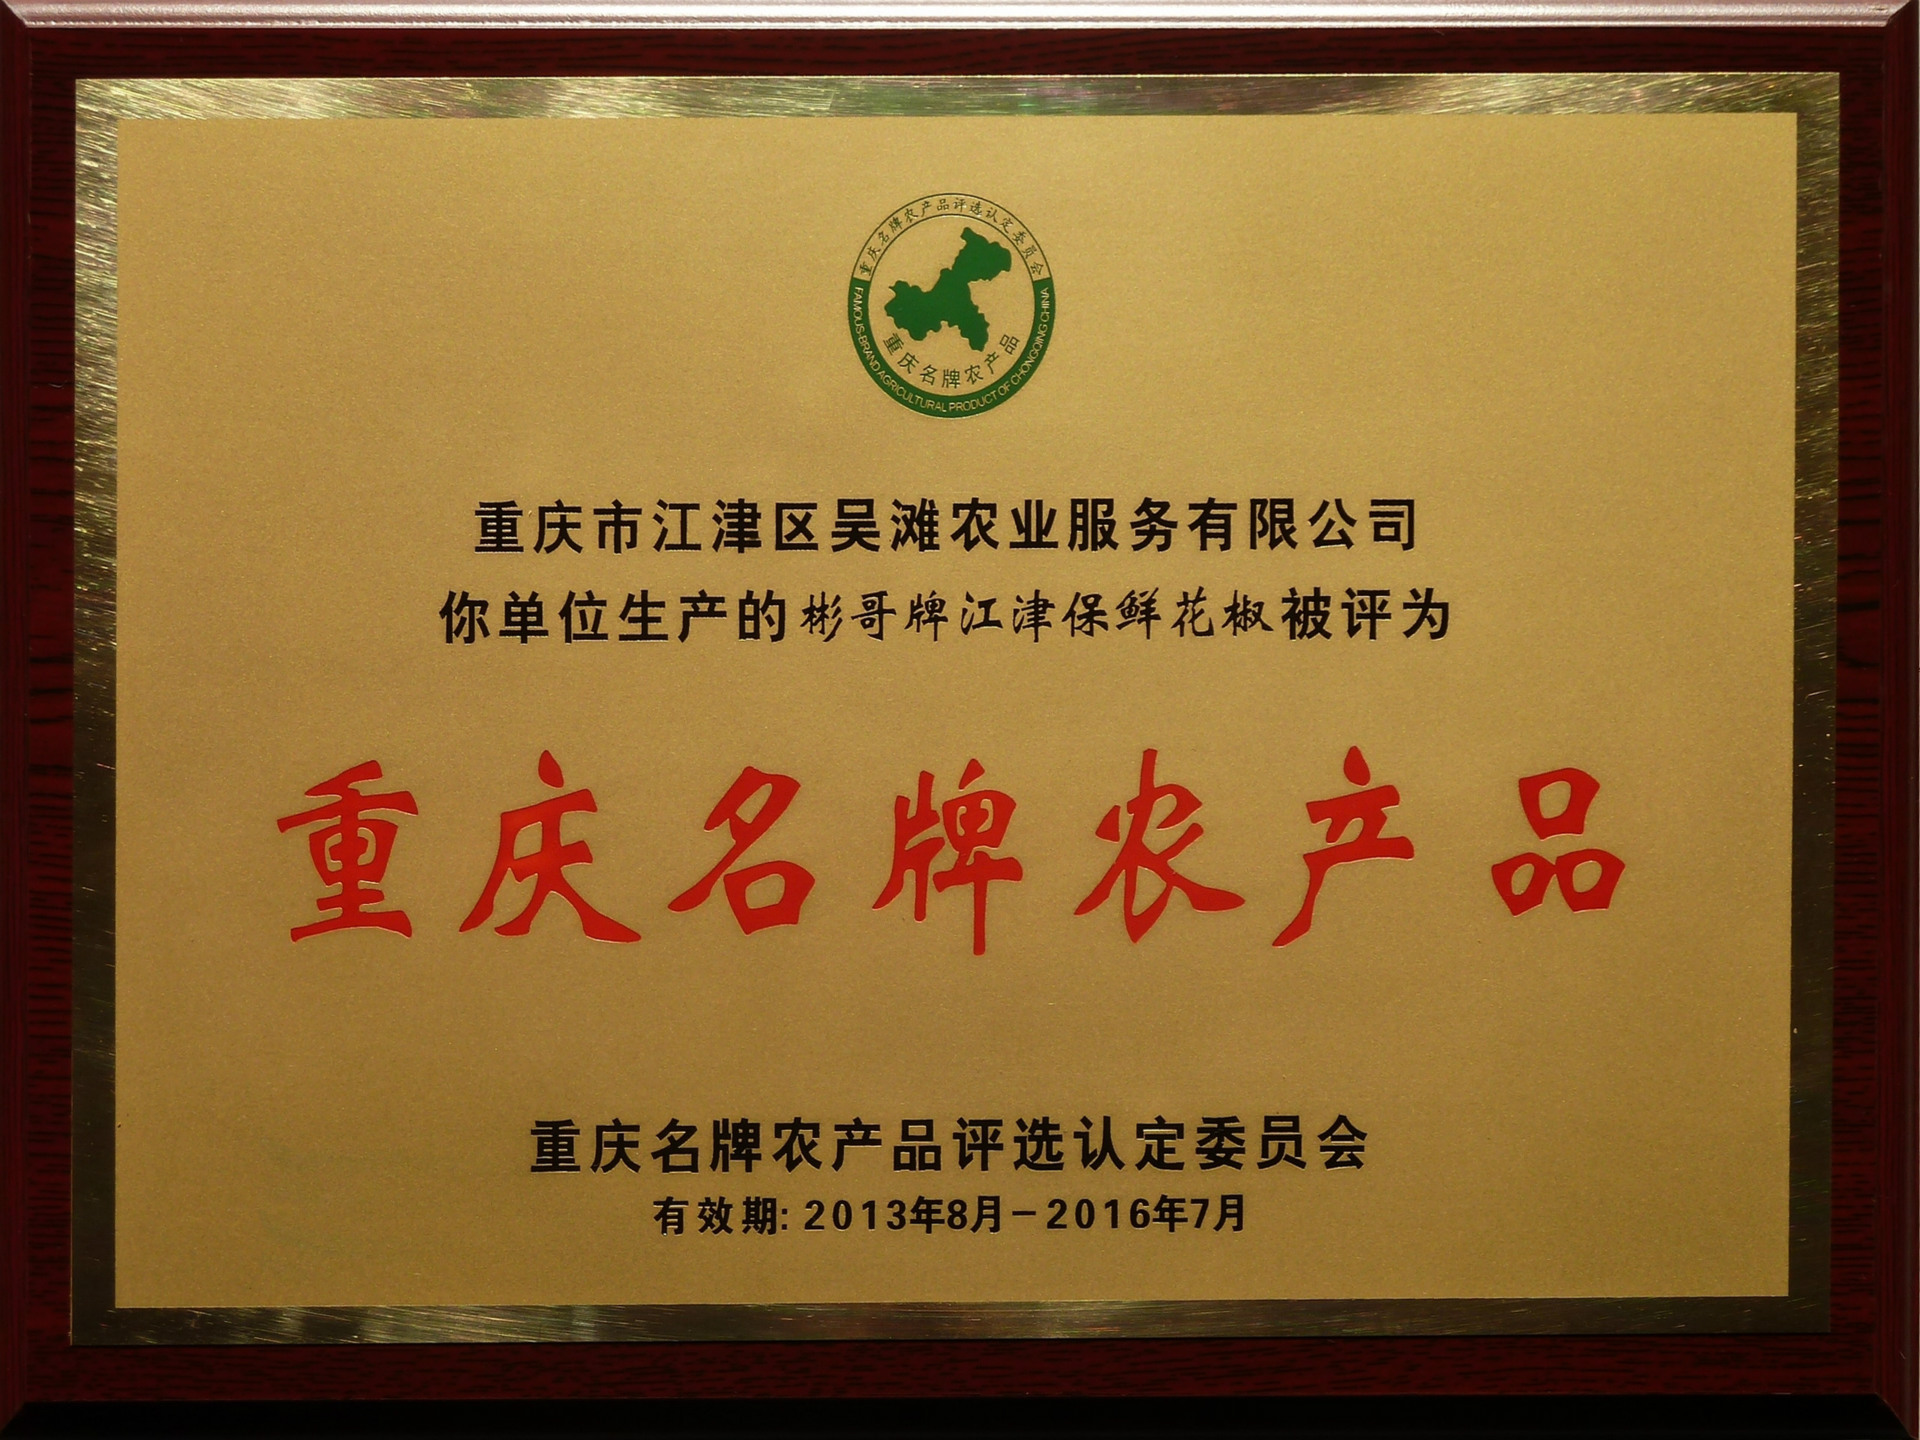 重庆名牌农产品评选认定委员会
重庆名牌农产品
FAMOUS-BRAND AGRICULTURAL PRODUCT OF CHONGQING CHINA
重庆市江津区吴滩农业服务有限公司
你单位生产的彬哥牌江津保鲜花椒被评为
重庆名牌农产品
重庆名牌农产品评选认定委员会
有效期: 2013年8月－2016年7月